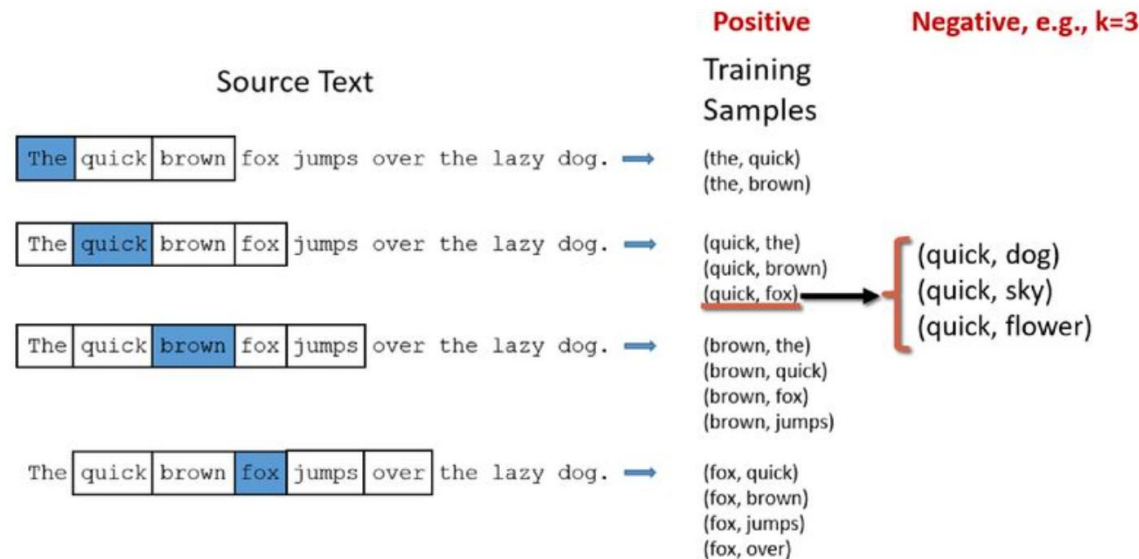 Positive Negative, e.g., k=3
Source Text
Training
Samples
The quick brown fox jumps over the lazy dog.
(the, quick)
(the, brown)
The quick brown fox jumps over the lazy dog.
(quick, the)
(quick, brown)
(quick, fox)
(quick, dog)
(quick, sky)
(quick, flower)
The quick brown fox jumps over the lazy dog.
(brown, the)
(brown, quick)
(brown, fox)
(brown, jumps)
The quick brown fox jumps over the lazy dog.
(fox, quick)
(fox, brown)
(fox, jumps)
(fox, over)